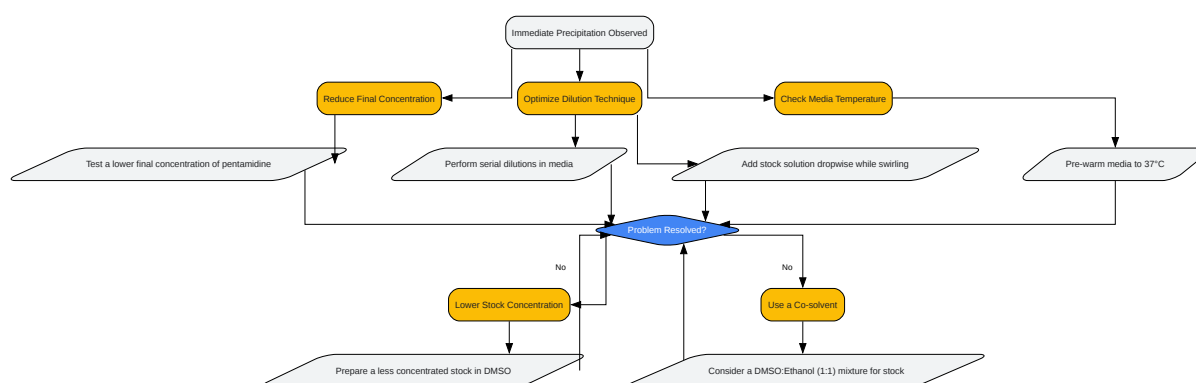 Immediate Precipitation Observed
Reduce Final Concentration
Optimize Dilution Technique
Check Media Temperature
Test a lower final concentration of pentamidine
Perform serial dilutions in media
Add stock solution dropwise while swirling
Pre-warm media to 37°C
Problem Resolved?
No
No
Lower Stock Concentration
Use a Co-solvent
Prepare a less concentrated stock in DMSO
Consider a DMSO:Ethanol (1:1) mixture for stock